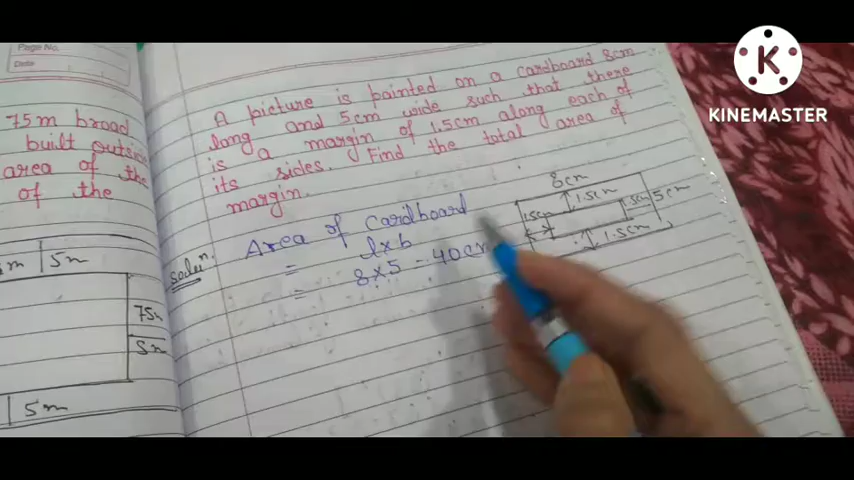 Page No.
Date
75m broad
built outside
area of the
of the
5m
75m
5m
5m
A picture is painted on a cardboard 8cm
long and 5cm wide such that there
is a margin of 1.5cm along each of
its sides. Find the total area of
margin.
soluⁿ.
Area of cardboard
= l×b
= 8×5 = 40cm
8cm
1.5cm
1.5cm
1.5cm
5cm
1.5cm
K
KINEMASTER